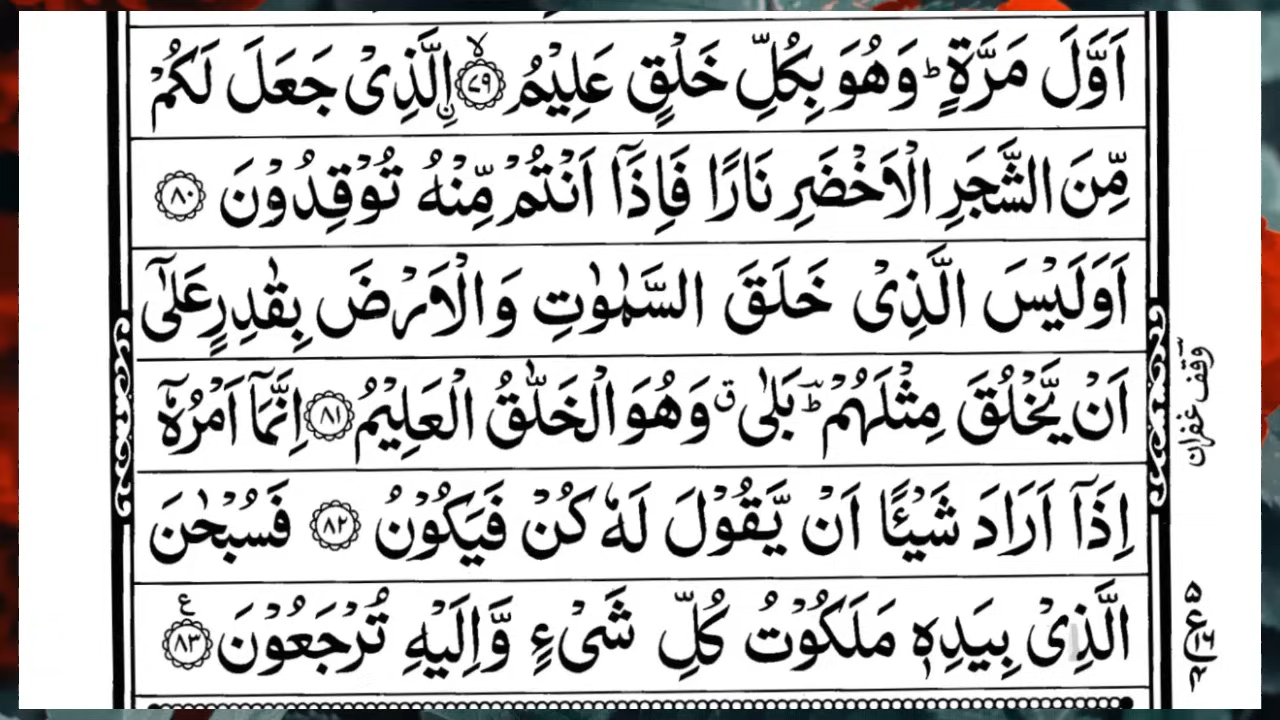 اَوَّلَ مَرَّةٍ ؕ وَهُوَ بِكُلِّ خَلْقٍ عَلِيْمُ ۙ﴿۷۹﴾ اِۨلَّذِیْ جَعَلَ لَكُمْ
مِّنَ الشَّجَرِ الْاَخْضَرِ نَارًا فَاِذَاۤ اَنْتُمْ مِّنْهُ تُوْقِدُوْنَ ﴿۸۰﴾
اَوَلَيْسَ الَّذِیْ خَلَقَ السَّمٰوٰتِ وَالْاَرْضَ بِقٰدِرٍ عَلٰۤی
اَنْ يَّخْلُقَ مِثْلَهُمْ ؕ بَلٰی ۗ وَهُوَ الْخَلّٰقُ الْعَلِيْمُ ﴿۸۱﴾ اِنَّمَاۤ اَمْرُهٗۤ
اِذَاۤ اَرَادَ شَيْـًٔا اَنْ يَّقُوْلَ لَهٗ كُنْ فَيَكُوْنُ ﴿۸۲﴾ فَسُبْحٰنَ
الَّذِیْ بِيَدِهٖ مَلَكُوْتُ كُلِّ شَیْءٍ وَّاِلَيْهِ تُرْجَعُوْنَ ﴿۸۳﴾ ع
وقف غفران